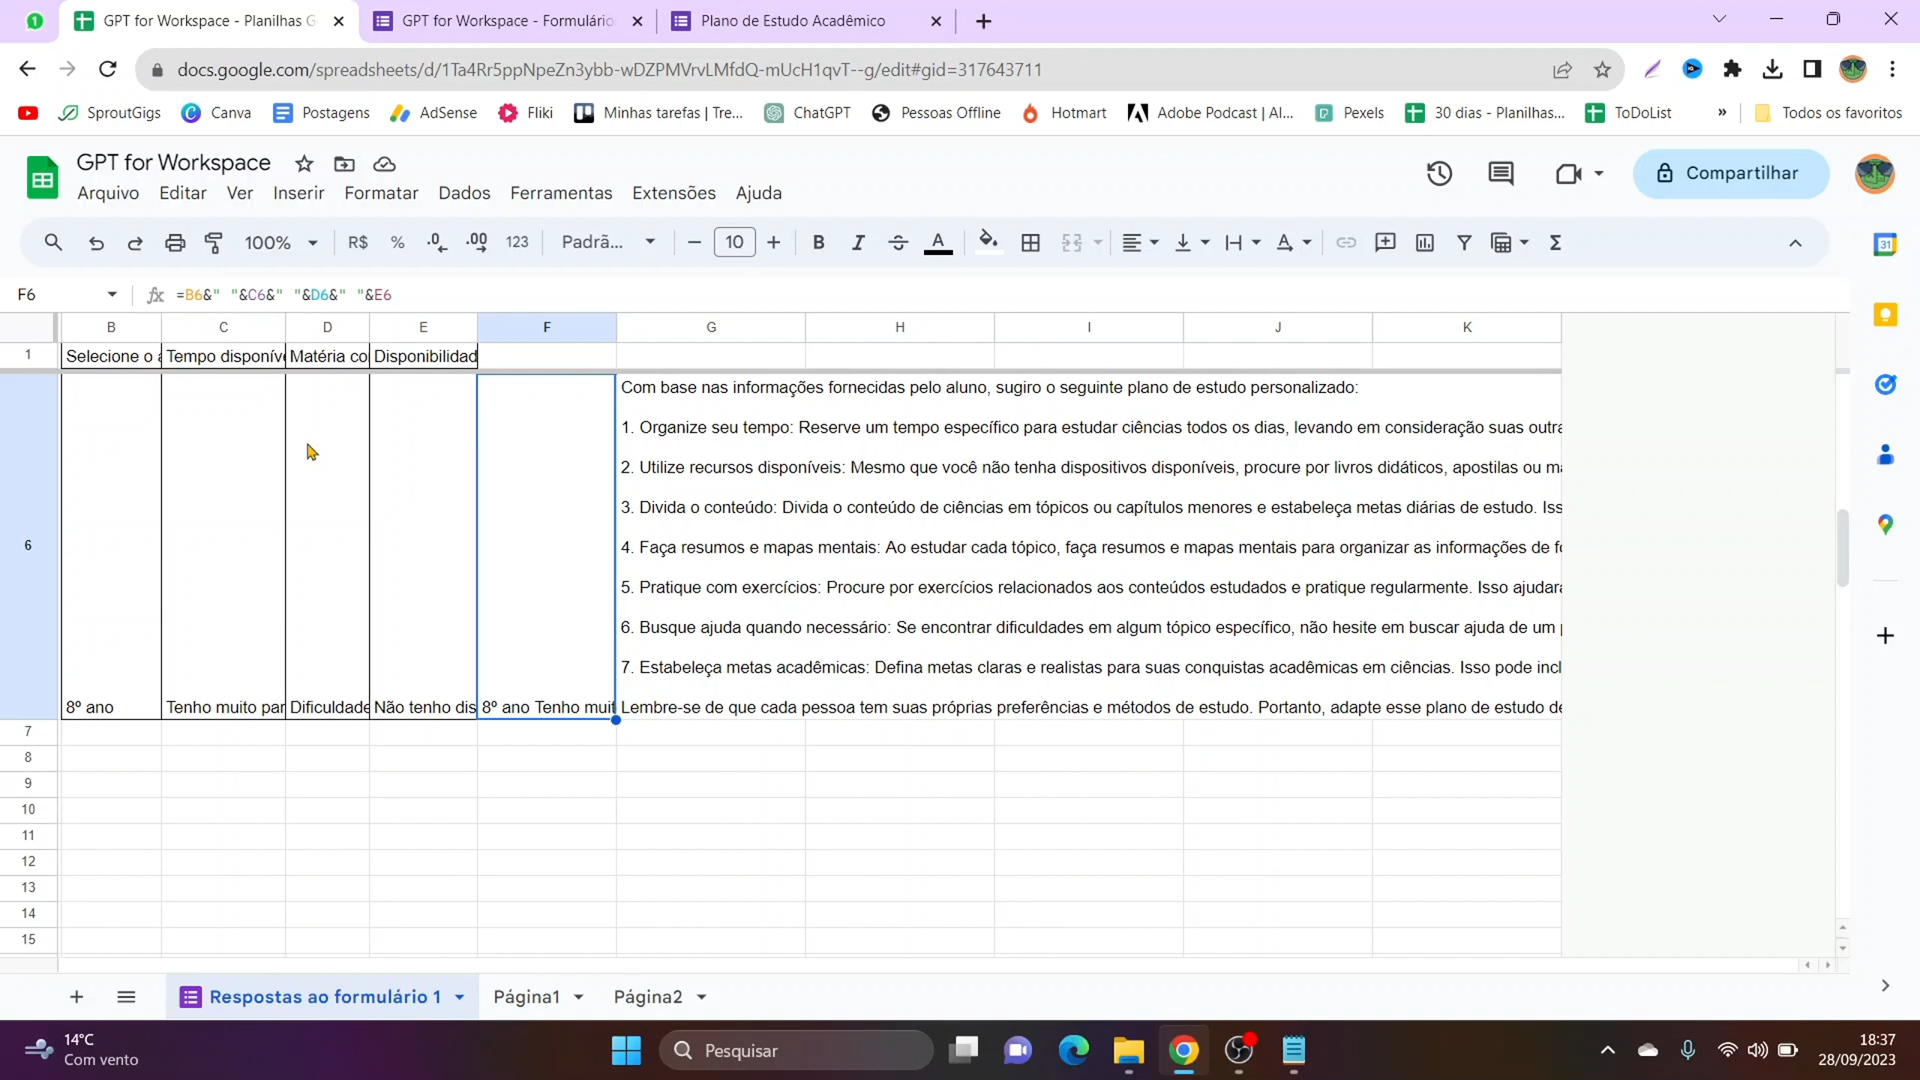 GPT for Workspace - Planilhas G
GPT for Workspace - Formulário
Plano de Estudo Acadêmico
docs.google.com/spreadsheets/d/1Ta4Rr5ppNpeZn3ybb-wDZPMVrvLMfdQ-mUcH1qvT--g/edit#gid=317643711
SproutGigs Canva Postagens AdSense Fliki Minhas tarefas | Tre... ChatGPT Pessoas Offline Hotmart Adobe Podcast | AI... Pexels 30 dias - Planilhas... ToDoList » Todos os favoritos
GPT for Workspace
Compartilhar
Arquivo Editar Ver Inserir Formatar Dados Ferramentas Extensões Ajuda
100% R$ % .0 .00 123 Padrã... 10 B I A Σ
31
F6 fx =B6&" "&C6&" "&D6&" "&E6
B C D E F G H I J K
1 Selecione o a Tempo disponíve Matéria co Disponibilidad
Com base nas informações fornecidas pelo aluno, sugiro o seguinte plano de estudo personalizado:
1. Organize seu tempo: Reserve um tempo específico para estudar ciências todos os dias, levando em consideração suas outra
2. Utilize recursos disponíveis: Mesmo que você não tenha dispositivos disponíveis, procure por livros didáticos, apostilas ou ma
3. Divida o conteúdo: Divida o conteúdo de ciências em tópicos ou capítulos menores e estabeleça metas diárias de estudo. Iss
6
4. Faça resumos e mapas mentais: Ao estudar cada tópico, faça resumos e mapas mentais para organizar as informações de fo
5. Pratique com exercícios: Procure por exercícios relacionados aos conteúdos estudados e pratique regularmente. Isso ajudará
6. Busque ajuda quando necessário: Se encontrar dificuldades em algum tópico específico, não hesite em buscar ajuda de um p
7. Estabeleça metas acadêmicas: Defina metas claras e realistas para suas conquistas acadêmicas em ciências. Isso pode incl
8º ano Tenho muito par Dificuldade Não tenho dis 8º ano Tenho muit Lembre-se de que cada pessoa tem suas próprias preferências e métodos de estudo. Portanto, adapte esse plano de estudo de
7
8
9
10
11
12
13
14
15
Respostas ao formulário 1 Página1 Página2
14°C
Com vento
Pesquisar
18:37
28/09/2023